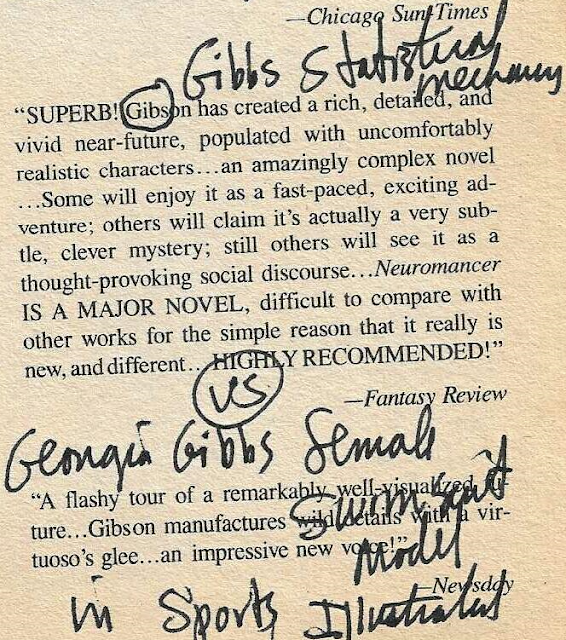 —Chicago Sun-Times
Gibbs Statistical
mechanics
“SUPERB! Gibson has created a rich, detailed, and
vivid near-future, populated with uncomfortably
realistic characters...an amazingly complex novel
...Some will enjoy it as a fast-paced, exciting ad-
venture; others will claim it’s actually a very sub-
tle, clever mystery; still others will see it as a
thought-provoking social discourse...Neuromancer
IS A MAJOR NOVEL, difficult to compare with
other works for the simple reason that it really is
new, and different...HIGHLY RECOMMENDED!”
VS
—Fantasy Review
Georgia Gibbs Female
“A flashy tour of a remarkably well-visualized fu-
Swimsuit
ture...Gibson manufactures wild details with a vir-
tuoso’s glee...an impressive new voice!”
Model
—Newsday
in Sports Illustrated